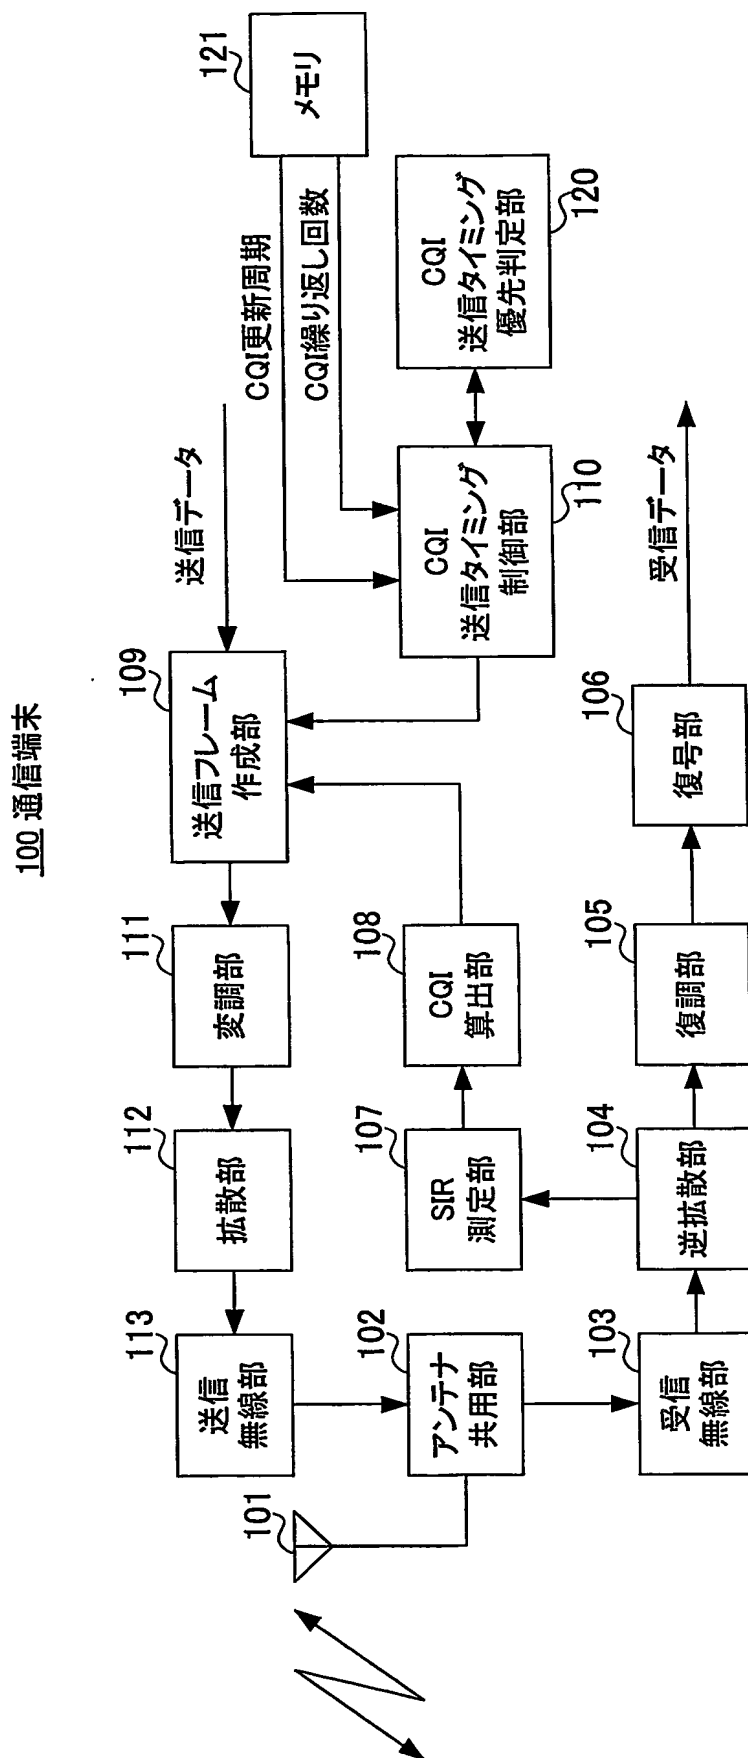 100 通信端末
101
113
送信
無線部
112
拡散部
111
変調部
109
送信フレーム
作成部
送信データ
CQI更新周期
CQI繰り返し回数
121
メモリ
102
アンテナ
共用部
107
SIR
測定部
108
CQI
算出部
CQI
送信タイミング
制御部
110
CQI
送信タイミング
優先判定部
120
103
受信
無線部
104
逆拡散部
105
復調部
106
復号部
受信データ